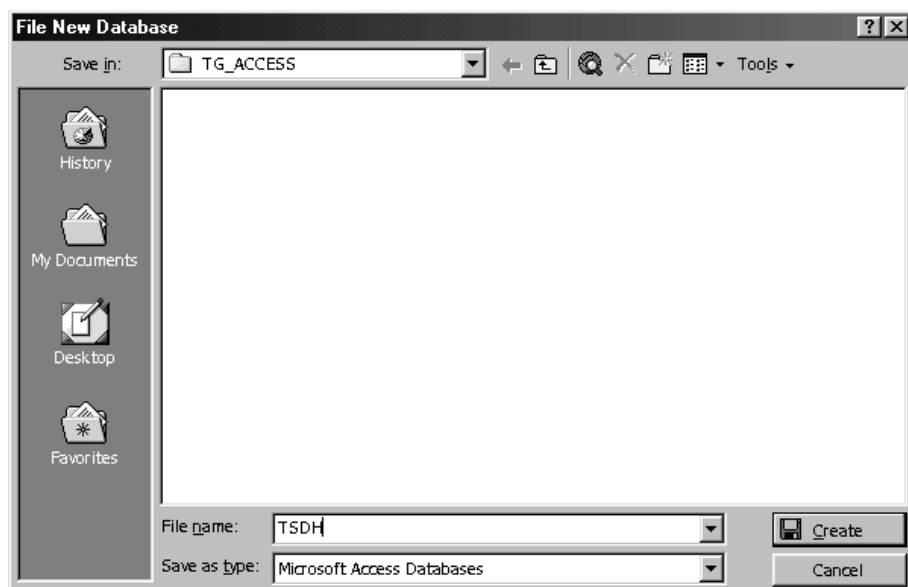 File New Database
Save in:
TG_ACCESS
Tools
History
My Documents
Desktop
Favorites
File name:
TSDH
Create
Save as type:
Microsoft Access Databases
Cancel